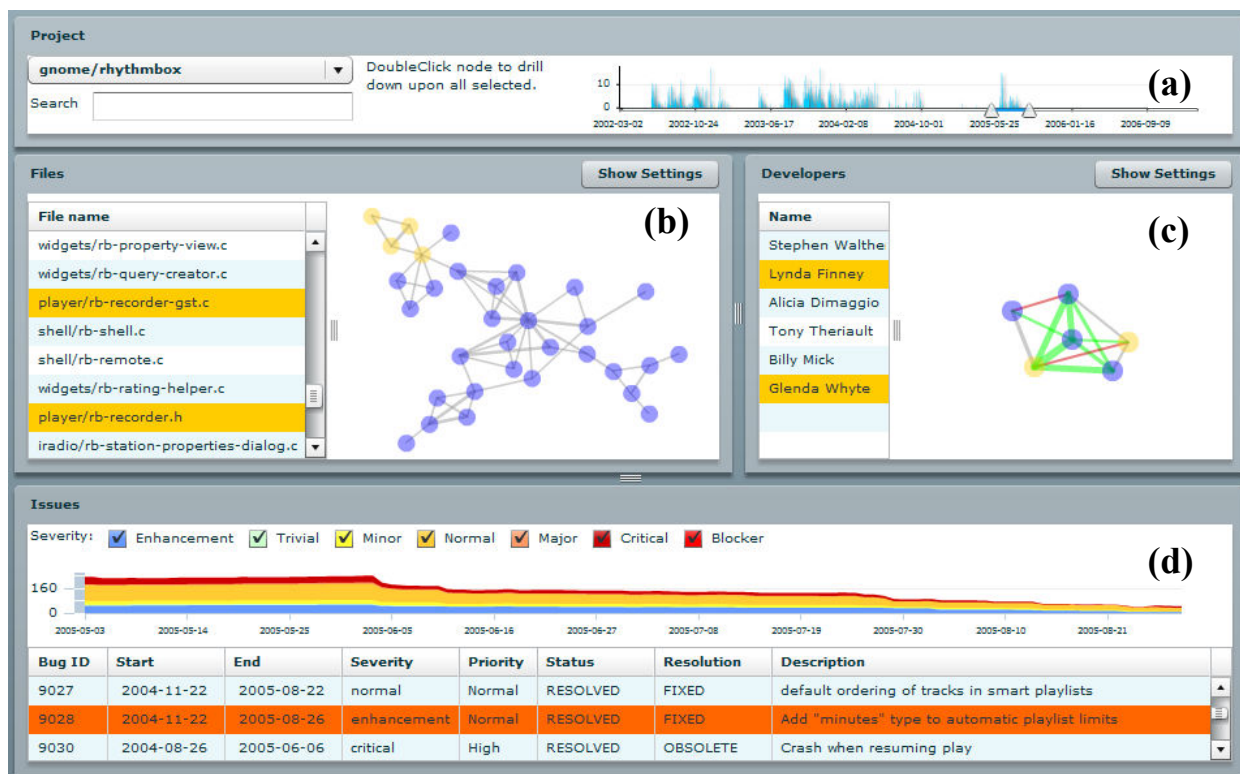 Project
gnome/rhythmbox
DoubleClick node to drill
down upon all selected.
Search
10
0
2002-03-02 2002-10-24 2003-06-17 2004-02-08 2004-10-01 2005-05-25 2006-01-16 2006-09-09
(a)
Files
Show Settings
File name
widgets/rb-property-view.c
widgets/rb-query-creator.c
player/rb-recorder-gst.c
shell/rb-shell.c
shell/rb-remote.c
widgets/rb-rating-helper.c
player/rb-recorder.h
iradio/rb-station-properties-dialog.c
(b)
Developers
Show Settings
Name
Stephen Walthe
Lynda Finney
Alicia Dimaggio
Tony Theriault
Billy Mick
Glenda Whyte
(c)
Issues
Severity: Enhancement Trivial Minor Normal Major Critical Blocker
(d)
160
0
2005-05-03 2005-05-14 2005-05-25 2005-06-05 2005-06-16 2005-06-27 2005-07-08 2005-07-19 2005-07-30 2005-08-10 2005-08-21
Bug ID Start End Severity Priority Status Resolution Description
9027 2004-11-22 2005-08-22 normal Normal RESOLVED FIXED default ordering of tracks in smart playlists
9028 2004-11-22 2005-08-26 enhancement Normal RESOLVED FIXED Add "minutes" type to automatic playlist limits
9030 2004-08-26 2005-06-06 critical High RESOLVED OBSOLETE Crash when resuming play